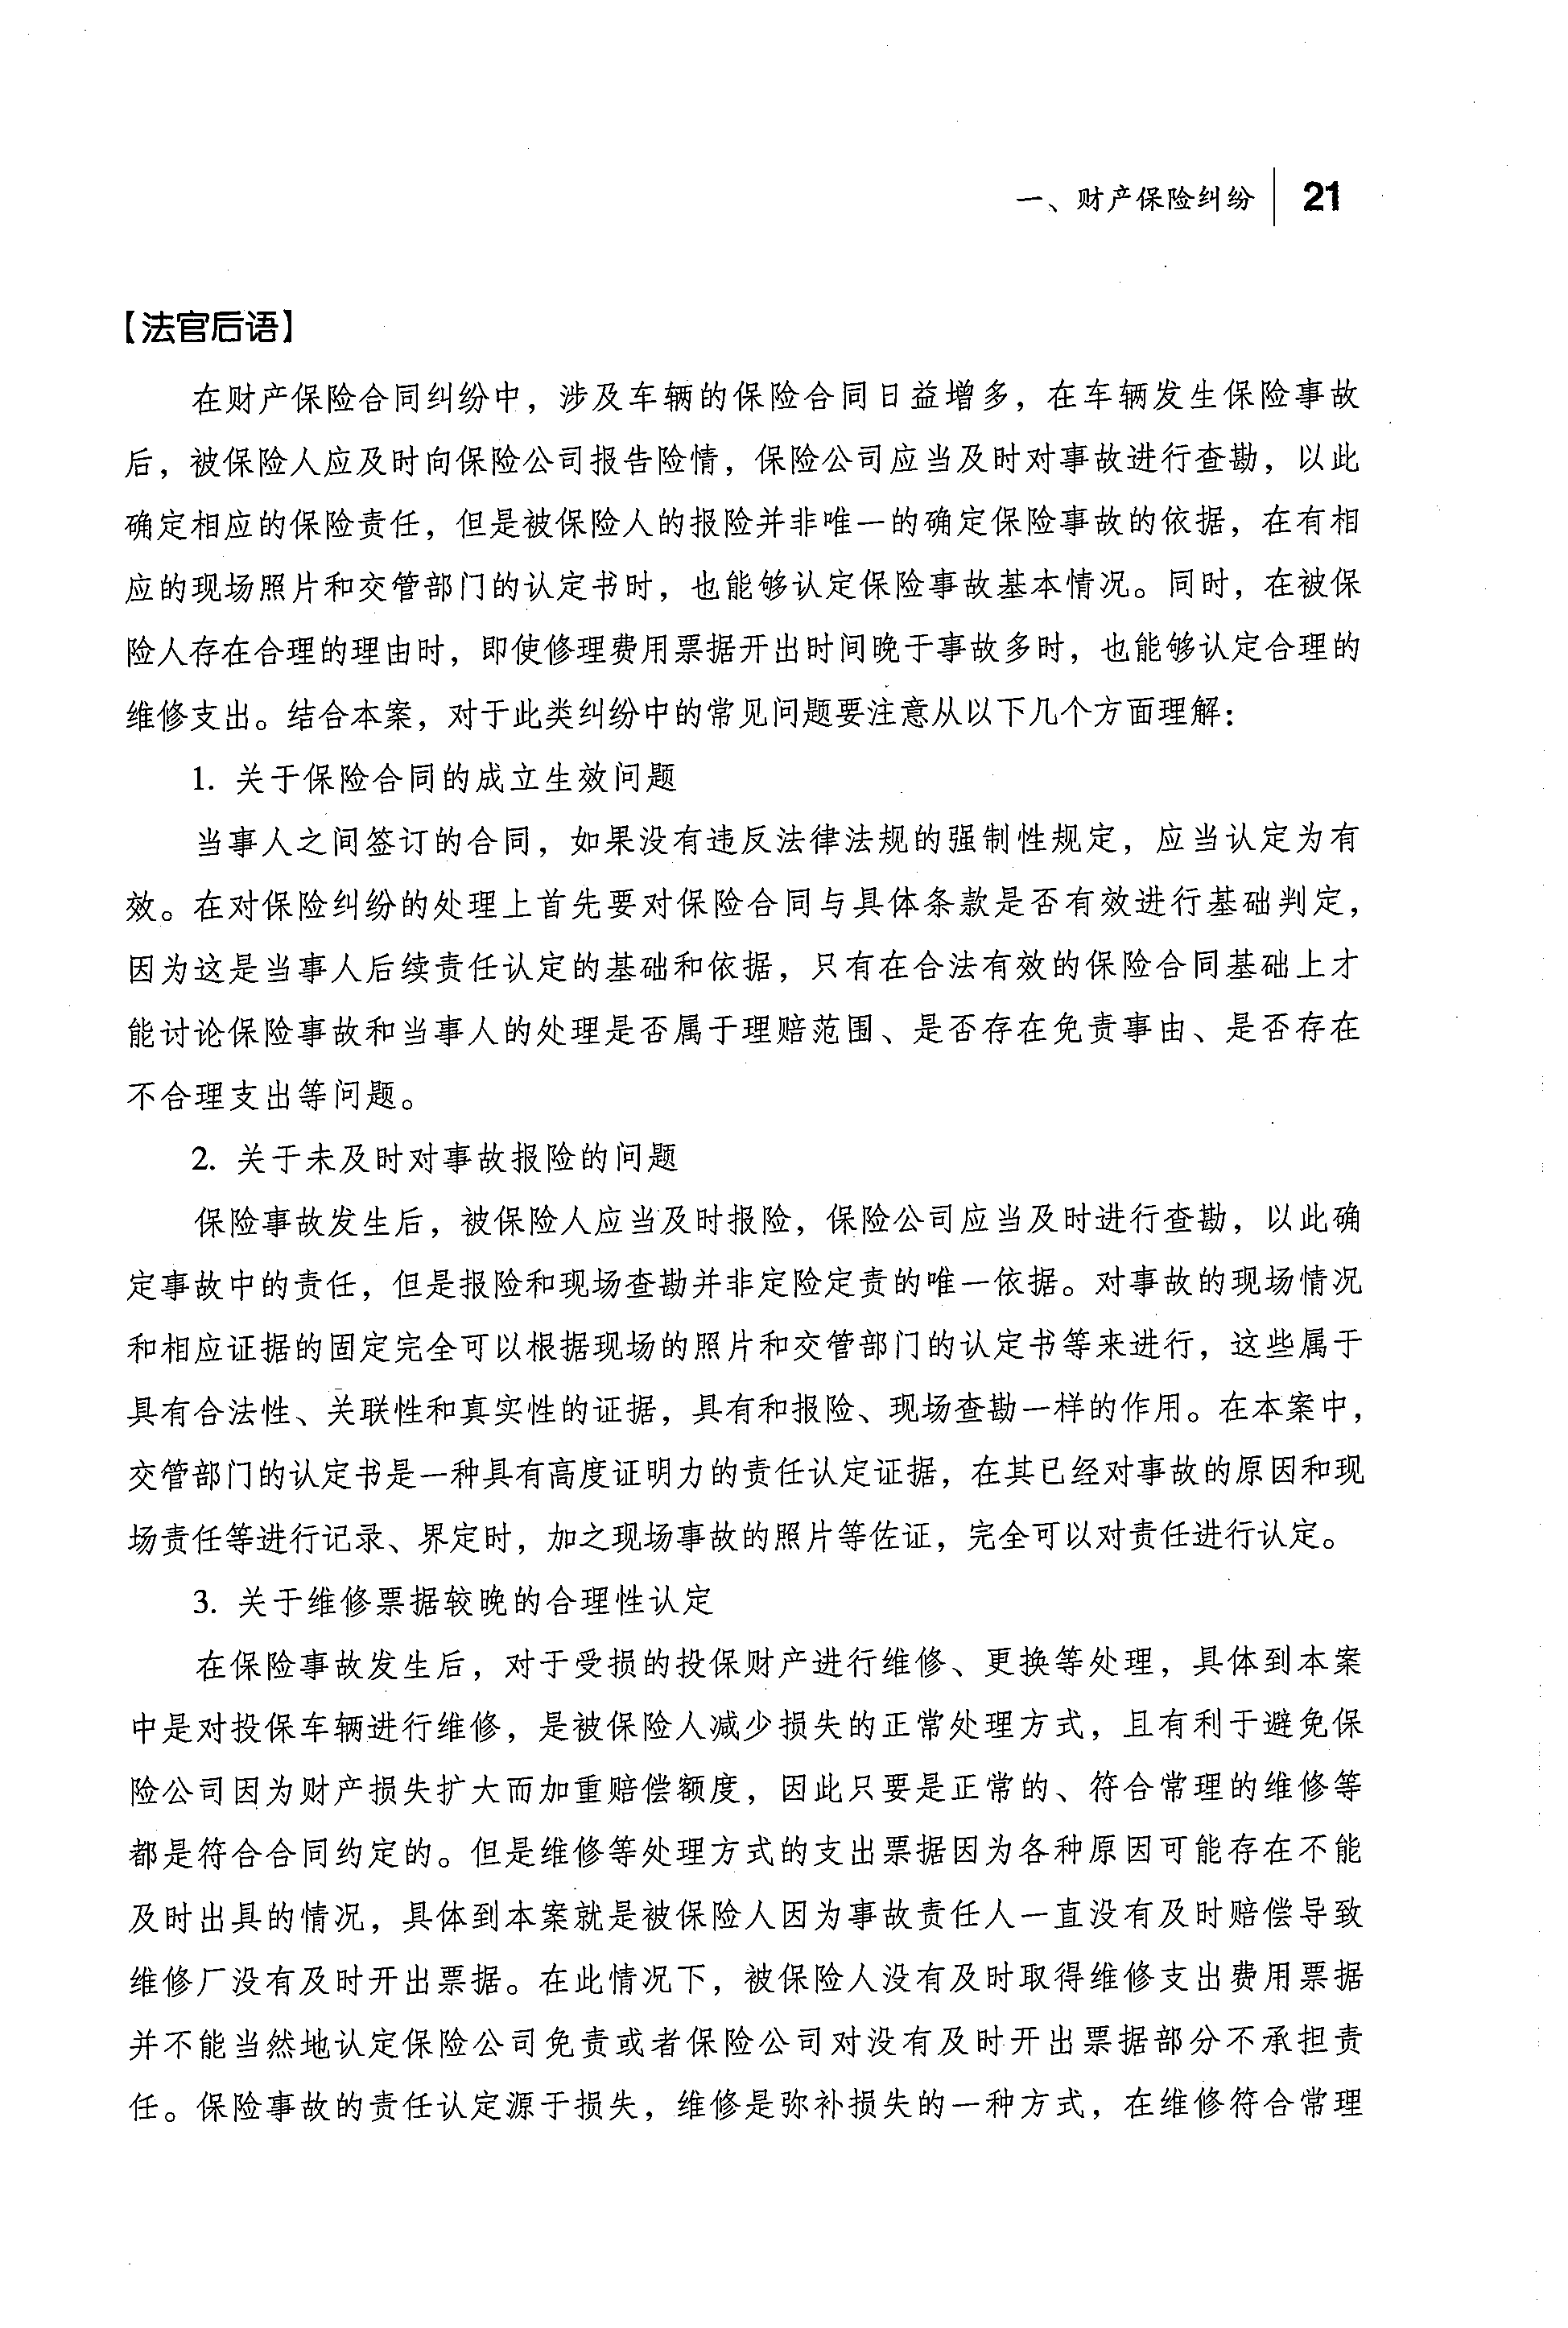 一、财产保险纠纷 21
【法官后语】
在财产保险合同纠纷中，涉及车辆的保险合同日益增多，在车辆发生保险事故
后，被保险人应及时向保险公司报告险情，保险公司应当及时对事故进行查勘，以此
确定相应的保险责任，但是被保险人的报险并非唯一的确定保险事故的依据，在有相
应的现场照片和交管部门的认定书时，也能够认定保险事故基本情况。同时，在被保
险人存在合理的理由时，即使修理费用票据开出时间晚于事故多时，也能够认定合理的
维修支出。结合本案，对于此类纠纷中的常见问题要注意从以下几个方面理解：
1. 关于保险合同的成立生效问题
当事人之间签订的合同，如果没有违反法律法规的强制性规定，应当认定为有
效。在对保险纠纷的处理上首先要对保险合同与具体条款是否有效进行基础判定，
因为这是当事人后续责任认定的基础和依据，只有在合法有效的保险合同基础上才
能讨论保险事故和当事人的处理是否属于理赔范围、是否存在免责事由、是否存在
不合理支出等问题。
2. 关于未及时对事故报险的问题
保险事故发生后，被保险人应当及时报险，保险公司应当及时进行查勘，以此确
定事故中的责任，但是报险和现场查勘并非定险定责的唯一依据。对事故的现场情况
和相应证据的固定完全可以根据现场的照片和交管部门的认定书等来进行，这些属于
具有合法性、关联性和真实性的证据，具有和报险、现场查勘一样的作用。在本案中，
交管部门的认定书是一种具有高度证明力的责任认定证据，在其已经对事故的原因和现
场责任等进行记录、界定时，加之现场事故的照片等佐证，完全可以对责任进行认定。
3. 关于维修票据较晚的合理性认定
在保险事故发生后，对于受损的投保财产进行维修、更换等处理，具体到本案
中是对投保车辆进行维修，是被保险人减少损失的正常处理方式，且有利于避免保
险公司因为财产损失扩大而加重赔偿额度，因此只要是正常的、符合常理的维修等
都是符合合同约定的。但是维修等处理方式的支出票据因为各种原因可能存在不能
及时出具的情况，具体到本案就是被保险人因为事故责任人一直没有及时赔偿导致
维修厂没有及时开出票据。在此情况下，被保险人没有及时取得维修支出费用票据
并不能当然地认定保险公司免责或者保险公司对没有及时开出票据部分不承担责
任。保险事故的责任认定源于损失，维修是弥补损失的一种方式，在维修符合常理